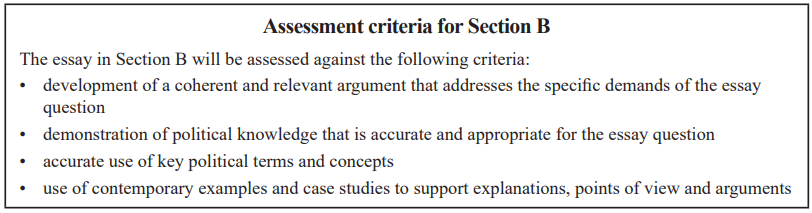 Assessment criteria for Section B
The essay in Section B will be assessed against the following criteria:
• development of a coherent and relevant argument that addresses the specific demands of the essay
question
• demonstration of political knowledge that is accurate and appropriate for the essay question
• accurate use of key political terms and concepts
• use of contemporary examples and case studies to support explanations, points of view and arguments